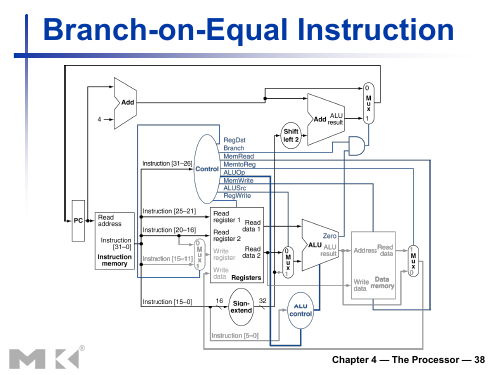 Branch-on-Equal Instruction
Add
4
Add ALU
result
0
M
u
x
1
Shift
left 2
RegDst
Branch
MemRead
MemtoReg
ALUOp
MemWrite
ALUSrc
RegWrite
Instruction [31–26]
Control
PC
Read
address
Instruction
[31–0]
Instruction
memory
Instruction [25–21]
Instruction [20–16]
Instruction [15–11]
0
M
u
x
1
Read
register 1
Read
register 2
Write
register
Write
data
Read
data 1
Read
data 2
Registers
0
M
u
x
1
Zero
ALU
ALU
result
Address
Read
data
Write
data
Data
memory
1
M
u
x
0
Instruction [15–0]
16
Sign-
extend
32
ALU
control
Instruction [5–0]
MK®
Chapter 4 — The Processor — 38